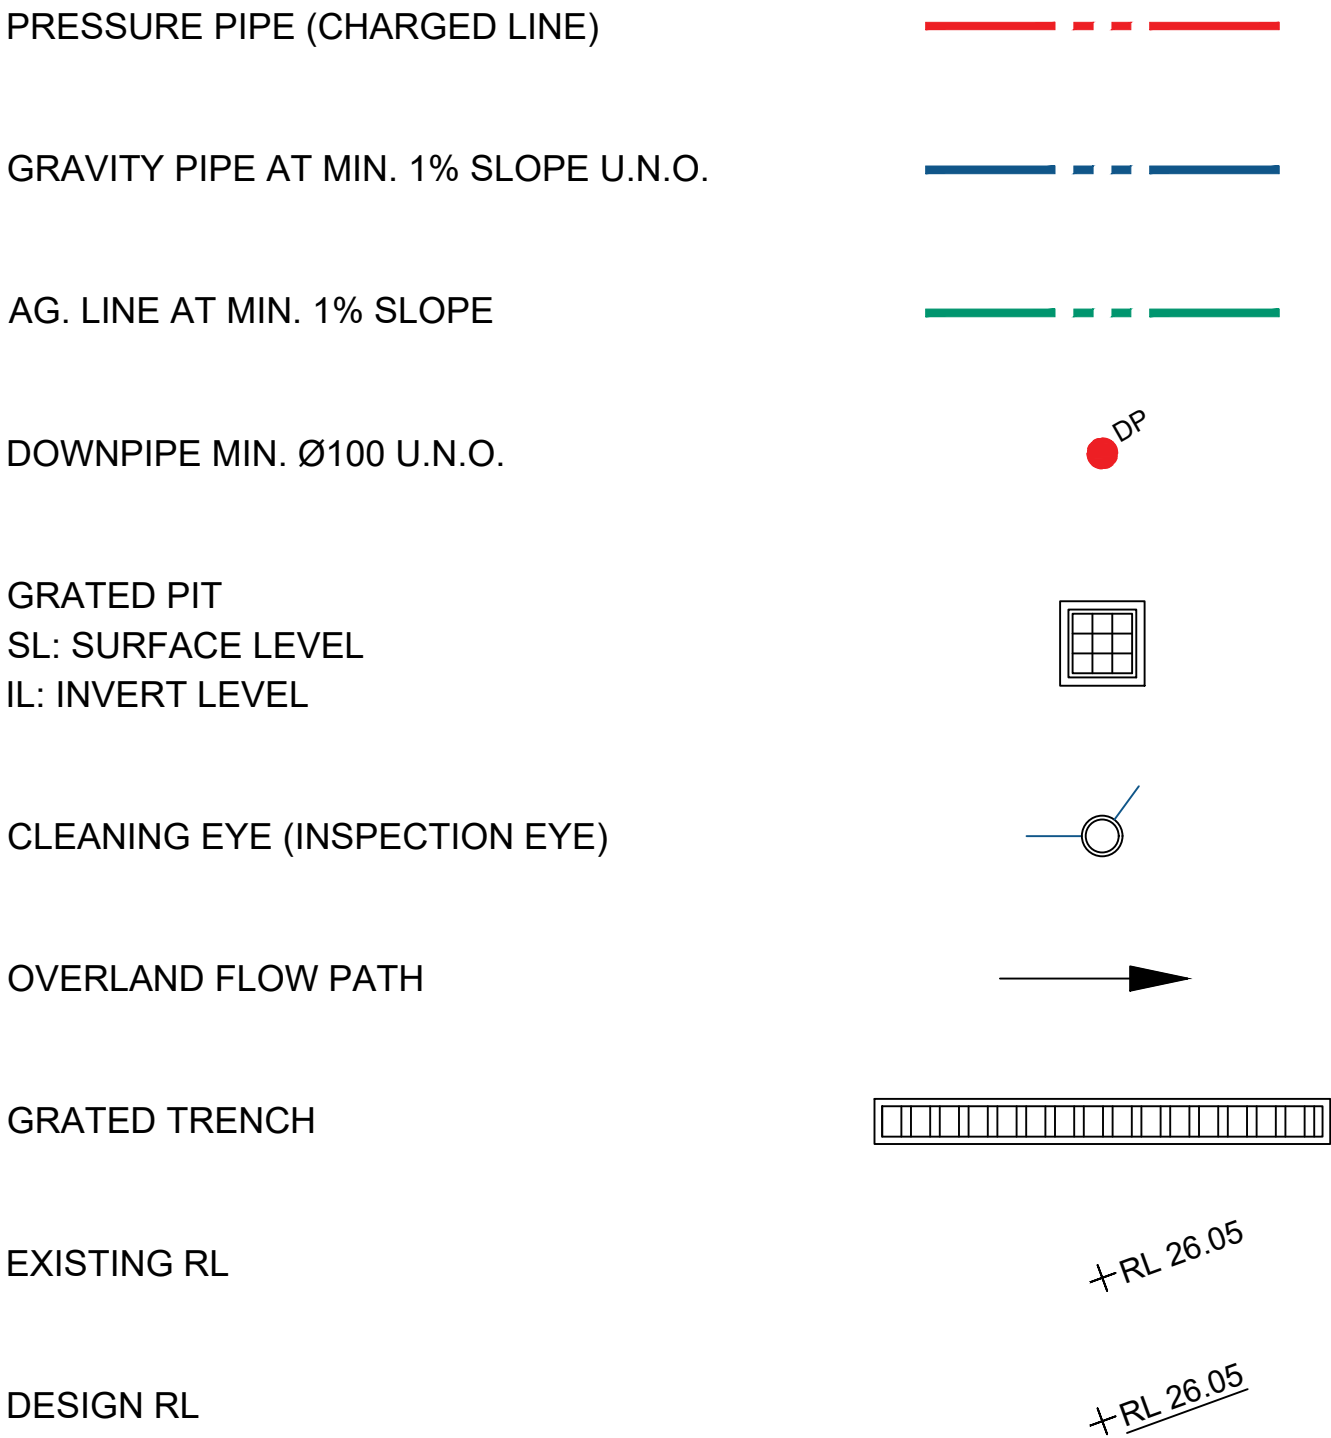 PRESSURE PIPE (CHARGED LINE)
GRAVITY PIPE AT MIN. 1% SLOPE U.N.O.
AG. LINE AT MIN. 1% SLOPE
DOWNPIPE MIN. Ø100 U.N.O.
DP
GRATED PIT
SL: SURFACE LEVEL
IL: INVERT LEVEL
CLEANING EYE (INSPECTION EYE)
OVERLAND FLOW PATH
GRATED TRENCH
EXISTING RL
RL 26.05
DESIGN RL
RL 26.05